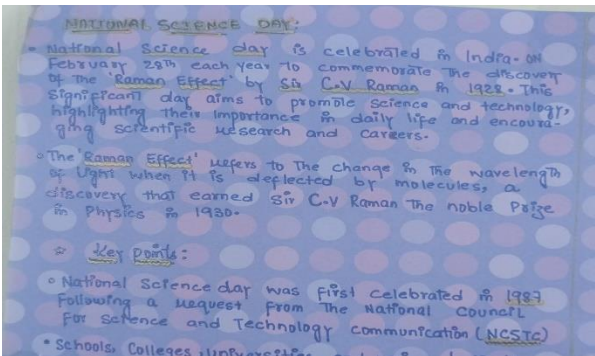 NATIONAL SCIENCE DAY:
• National Science day is celebrated in India. ON
February 28th each year to commemorate The discovery
of The 'Raman Effect' by Sir C.V Raman in 1928. This
significant day aims to promote science and technology,
highlighting their importance in daily life and encoura-
ging scientific research and careers.
• The 'Raman Effect' refers to The change in The wavelength
of Light when it is deflected by molecules, a
discovery that earned Sir C.V Raman The noble Prize
in Physics in 1930.
☆ Key points:
• National Science day was first celebrated in 1987
Following a request from The National Council
For Science and Technology communication (NCSTC)
• Schools, Colleges, Universities